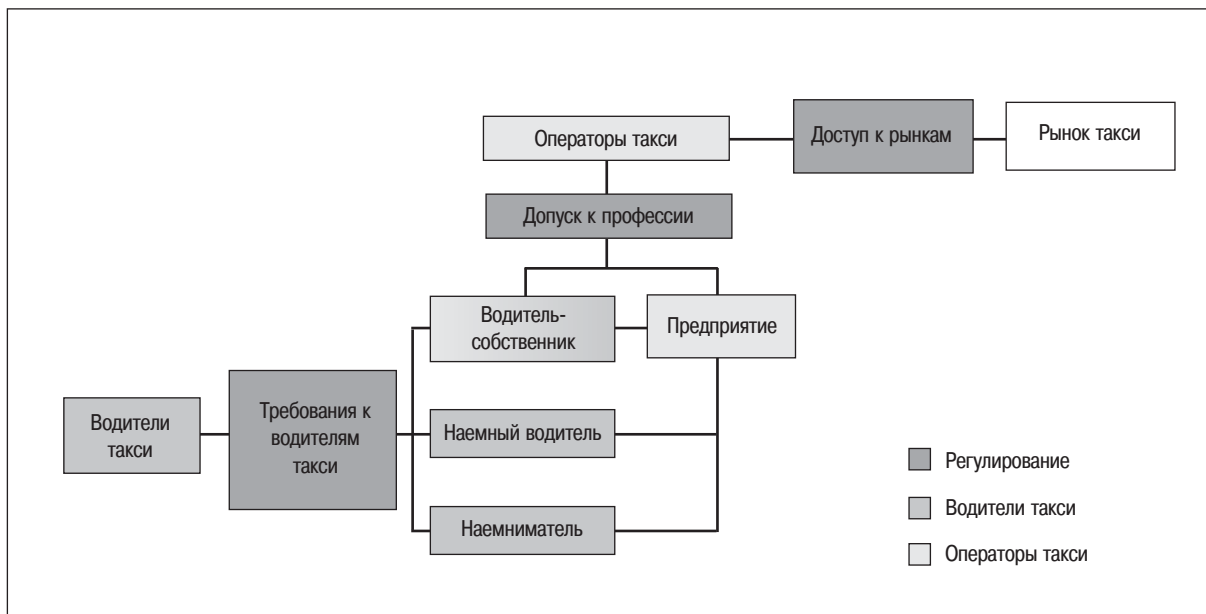 Операторы такси
Доступ к рынкам
Рынок такси
Допуск к профессии
Водитель-
собственник
Предприятие
Водители
такси
Требования к
водителям
такси
Наемный водитель
Наемниматель
Регулирование
Водители такси
Операторы такси